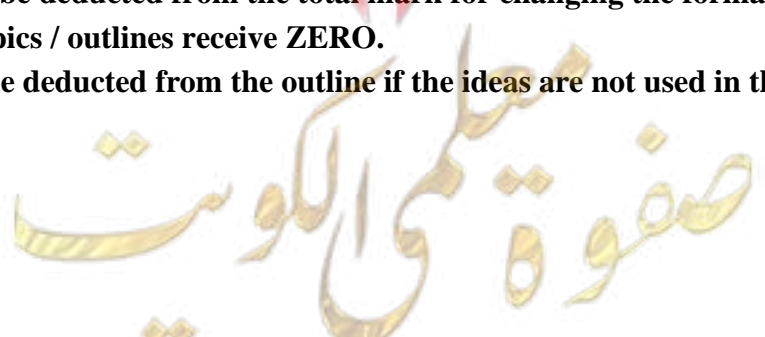 be deducted from the total mark for changing the forma
pics / outlines receive ZERO.
e deducted from the outline if the ideas are not used in th
صفوة معلمى الكويت